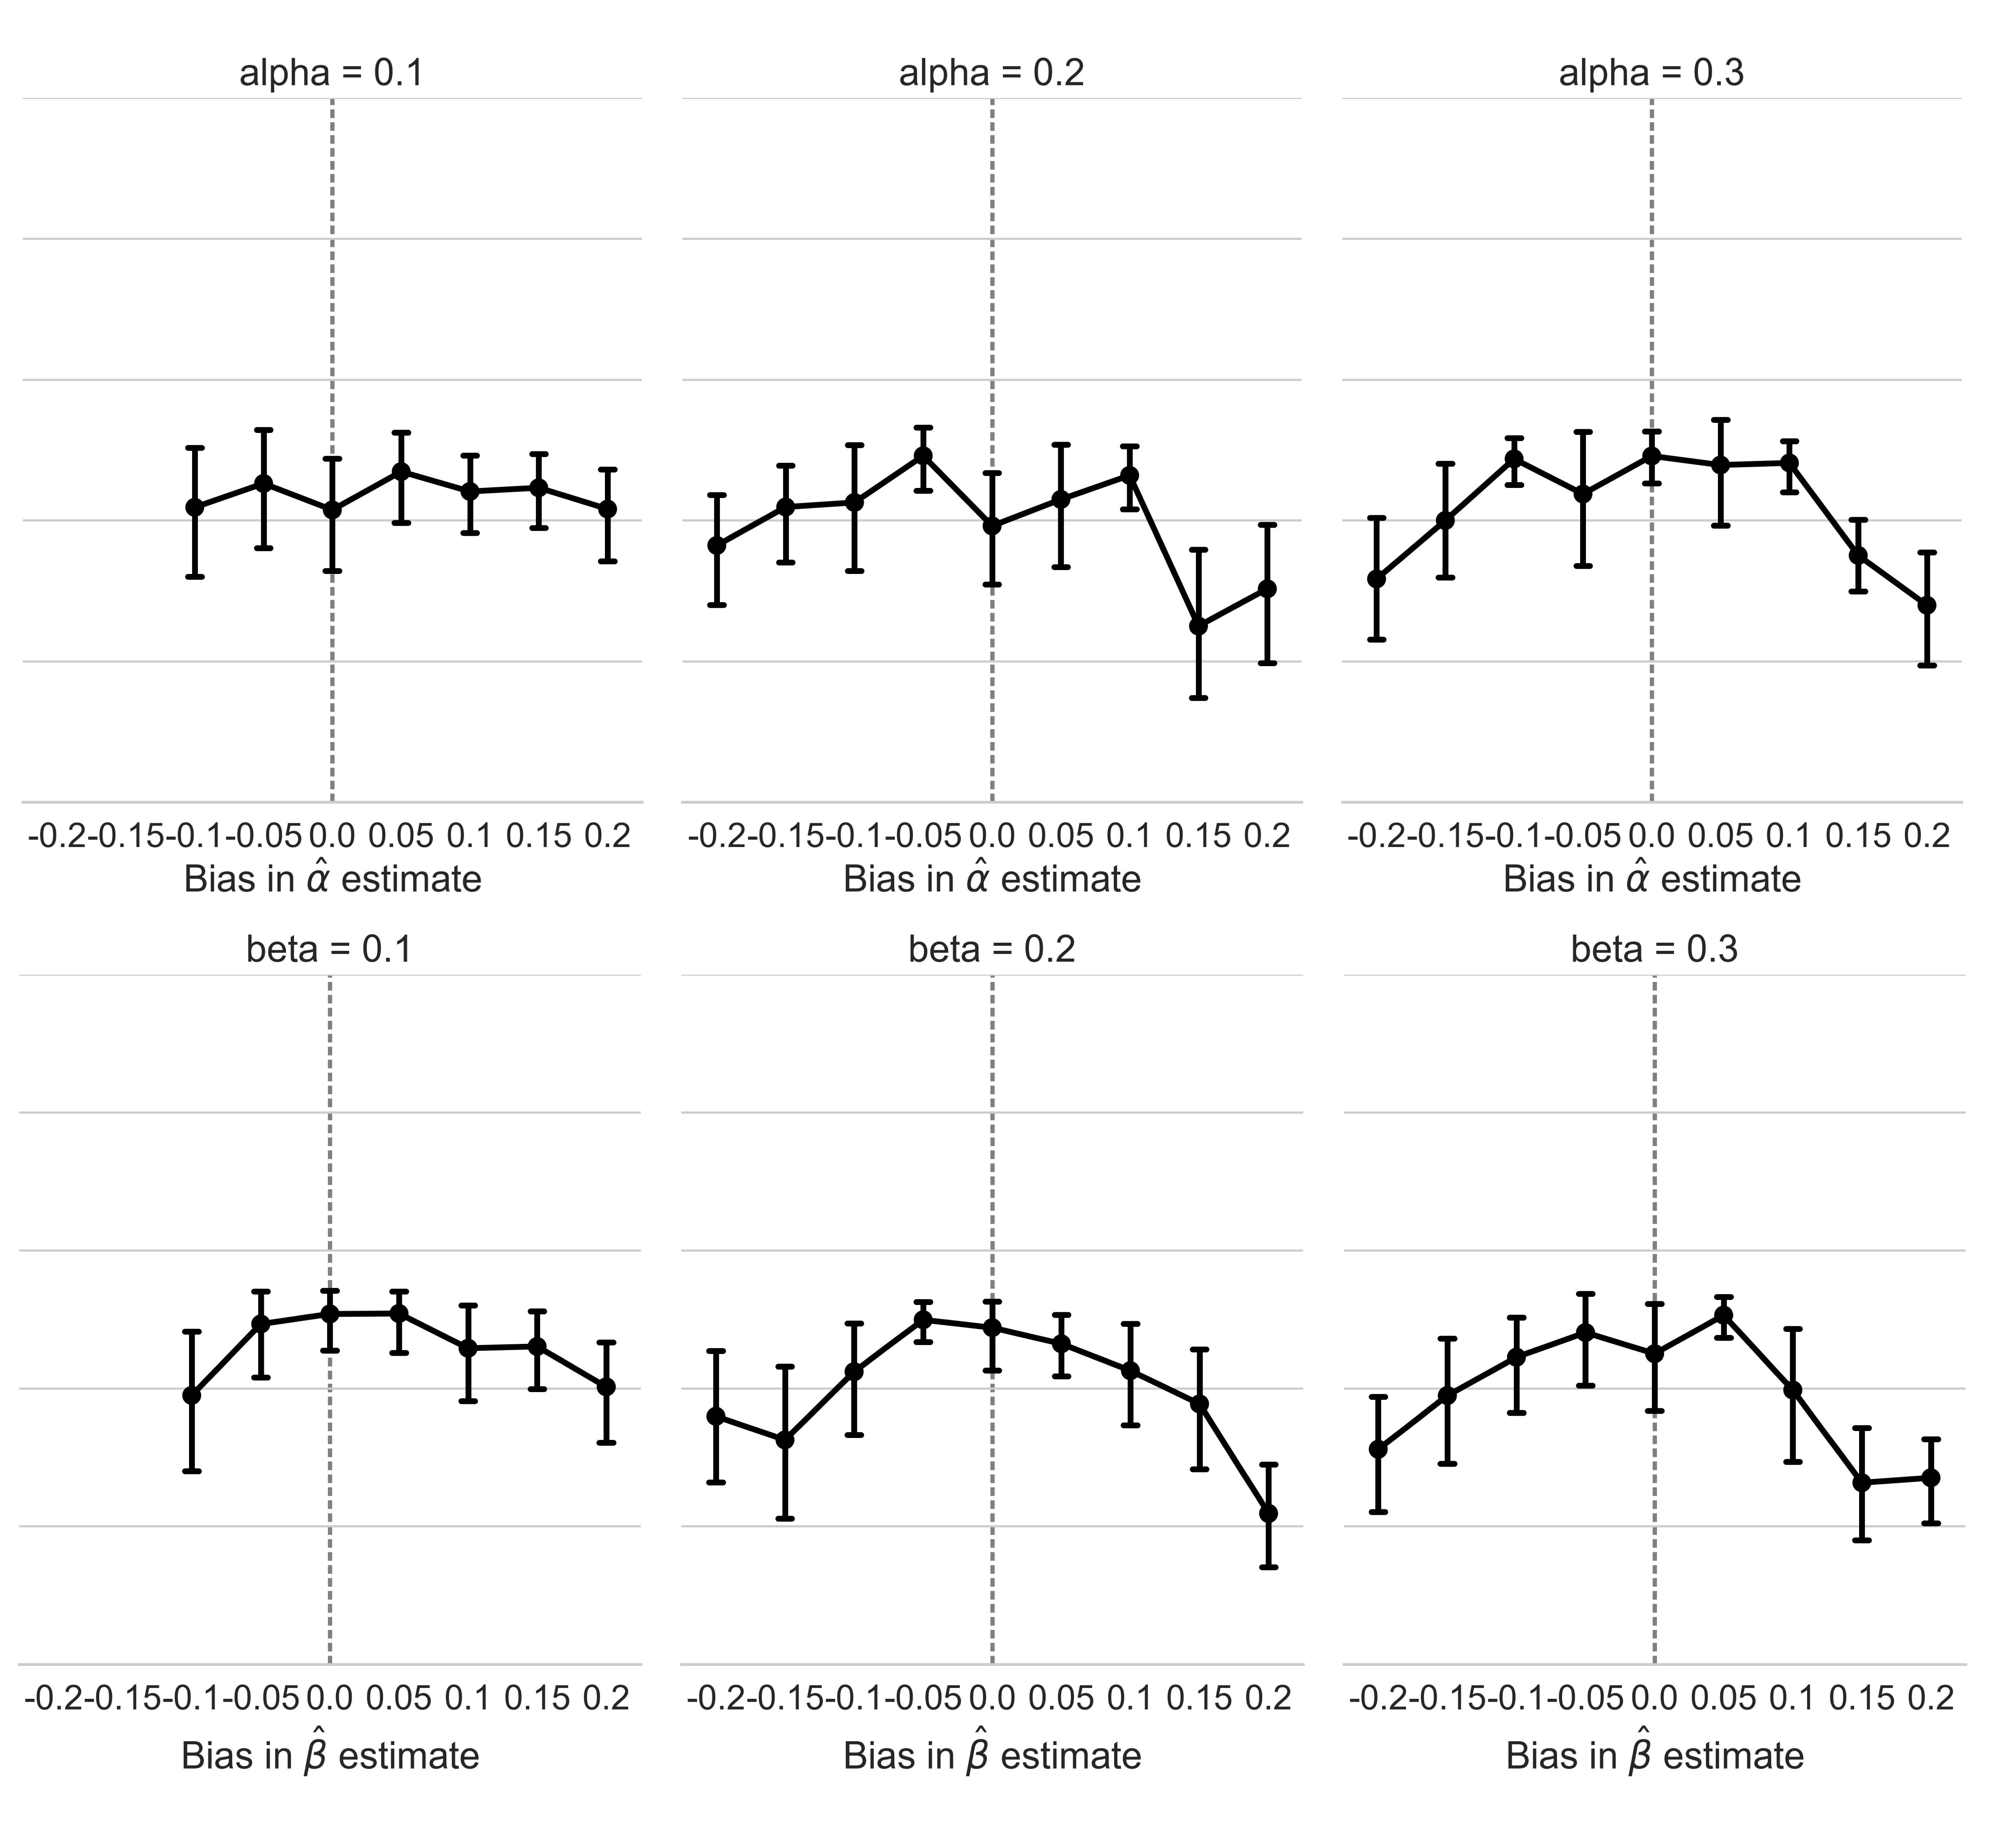 alpha = 0.1 alpha = 0.2 alpha = 0.3
-0.2 -0.15 -0.1 -0.05 0.0 0.05 0.1 0.15 0.2 -0.2 -0.15 -0.1 -0.05 0.0 0.05 0.1 0.15 0.2 -0.2 -0.15 -0.1 -0.05 0.0 0.05 0.1 0.15 0.2
Bias in α̂ estimate Bias in α̂ estimate Bias in α̂ estimate
beta = 0.1 beta = 0.2 beta = 0.3
-0.2 -0.15 -0.1 -0.05 0.0 0.05 0.1 0.15 0.2 -0.2 -0.15 -0.1 -0.05 0.0 0.05 0.1 0.15 0.2 -0.2 -0.15 -0.1 -0.05 0.0 0.05 0.1 0.15 0.2
Bias in β̂ estimate Bias in β̂ estimate Bias in β̂ estimate